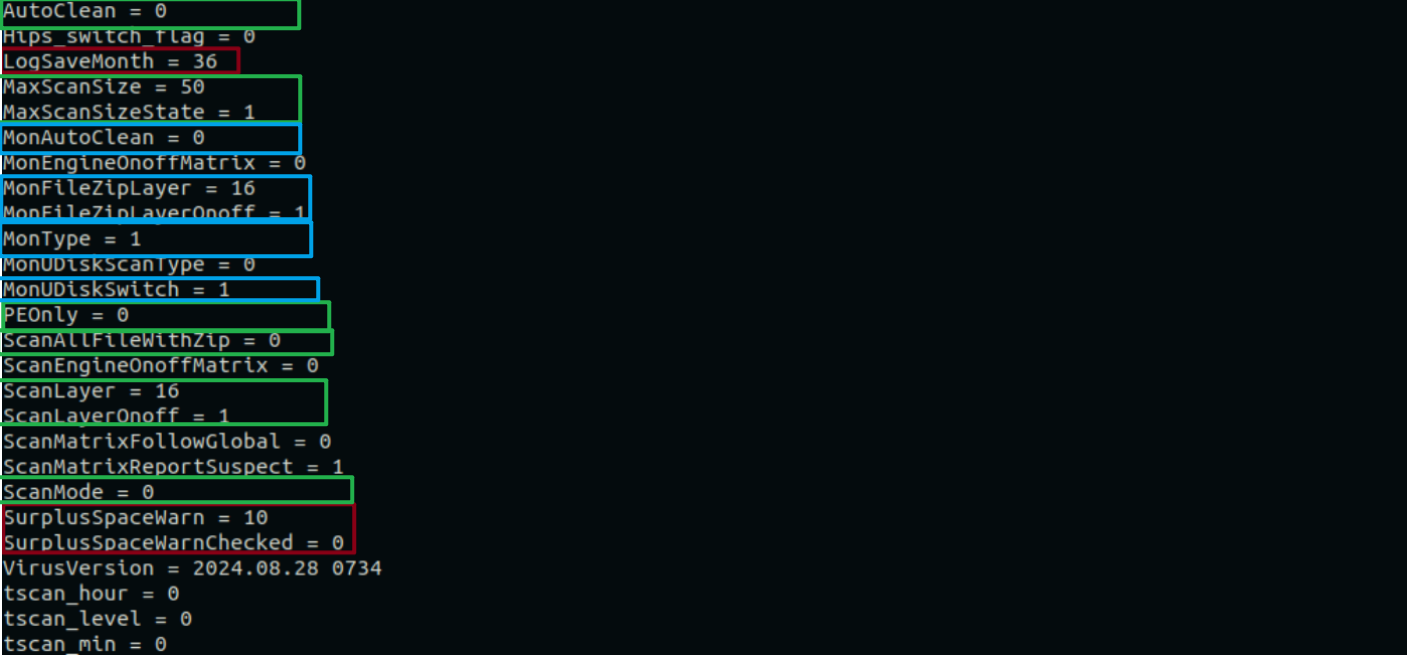 AutoClean = 0
Hips_switch_flag = 0
LogSaveMonth = 36
MaxScanSize = 50
MaxScanSizeState = 1
MonAutoClean = 0
MonEngineOnoffMatrix = 0
MonFileZipLayer = 16
MonFileZipLayerOnoff = 1
MonType = 1
MonUDiskScanType = 0
MonUDiskSwitch = 1
PEOnly = 0
ScanAllFileWithZip = 0
ScanEngineOnoffMatrix = 0
ScanLayer = 16
ScanLayerOnoff = 1
ScanMatrixFollowGlobal = 0
ScanMatrixReportSuspect = 1
ScanMode = 0
SurplusSpaceWarn = 10
SurplusSpaceWarnChecked = 0
VirusVersion = 2024.08.28 0734
tscan_hour = 0
tscan_level = 0
tscan_min = 0